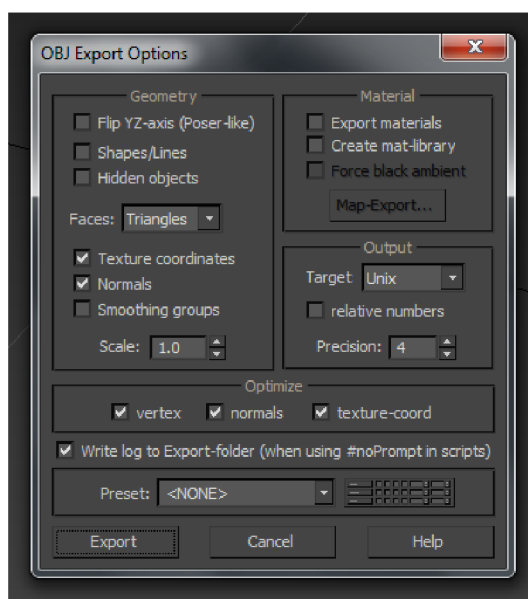 OBJ Export Options
Geometry
Flip YZ-axis (Poser-like)
Shapes/Lines
Hidden objects
Faces: Triangles
Texture coordinates
Normals
Smoothing groups
Scale: 1.0
Material
Export materials
Create mat-library
Force black ambient
Map-Export...
Output
Target: Unix
relative numbers
Precision: 4
Optimize
vertex normals texture-coord
Write log to Export-folder (when using #noPrompt in scripts)
Preset: <NONE>
Export Cancel Help